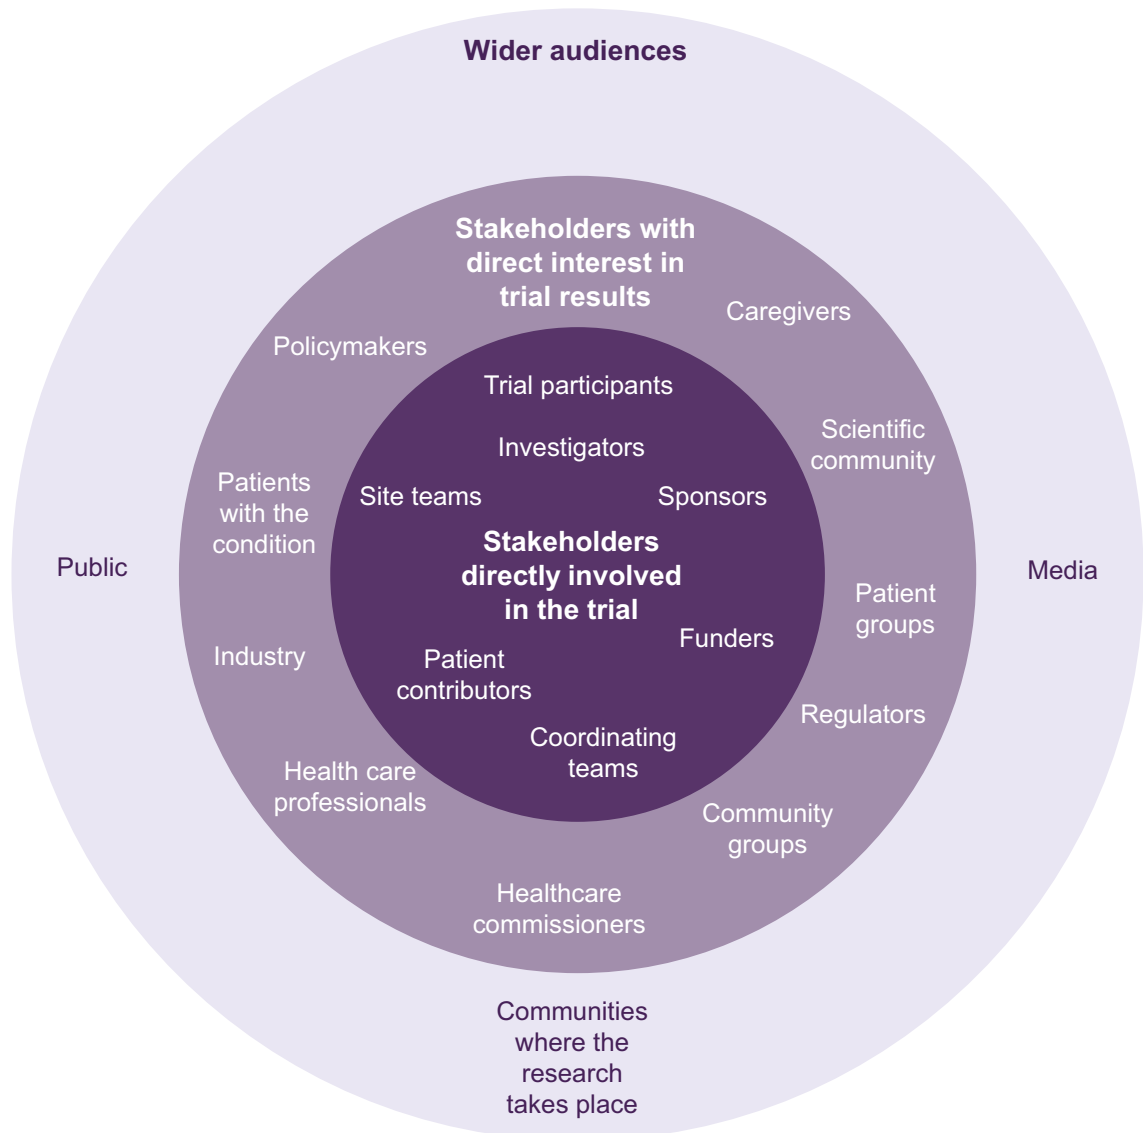 Wider audiences
Stakeholders with
direct interest in
trial results
Caregivers
Policymakers
Trial participants
Scientific
community
Investigators
Patients
with the
condition
Site teams
Sponsors
Stakeholders
directly involved
in the trial
Public
Media
Patient
groups
Funders
Industry
Patient
contributors
Regulators
Coordinating
teams
Health care
professionals
Community
groups
Healthcare
commissioners
Communities
where the
research
takes place